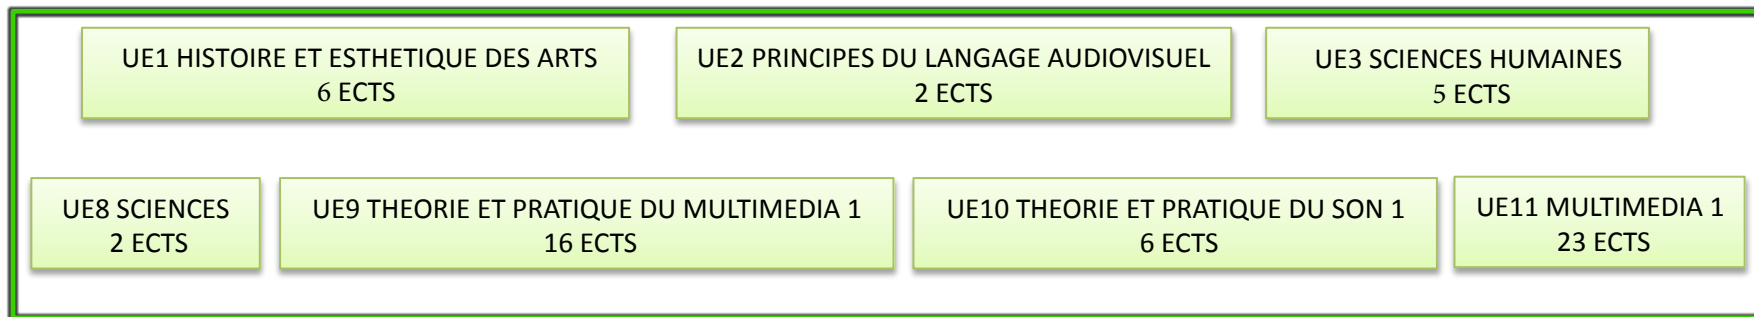 UE1 HISTOIRE ET ESTHETIQUE DES ARTS
6 ECTS
UE2 PRINCIPES DU LANGAGE AUDIOVISUEL
2 ECTS
UE3 SCIENCES HUMAINES
5 ECTS
UE8 SCIENCES
2 ECTS
UE9 THEORIE ET PRATIQUE DU MULTIMEDIA 1
16 ECTS
UE10 THEORIE ET PRATIQUE DU SON 1
6 ECTS
UE11 MULTIMEDIA 1
23 ECTS